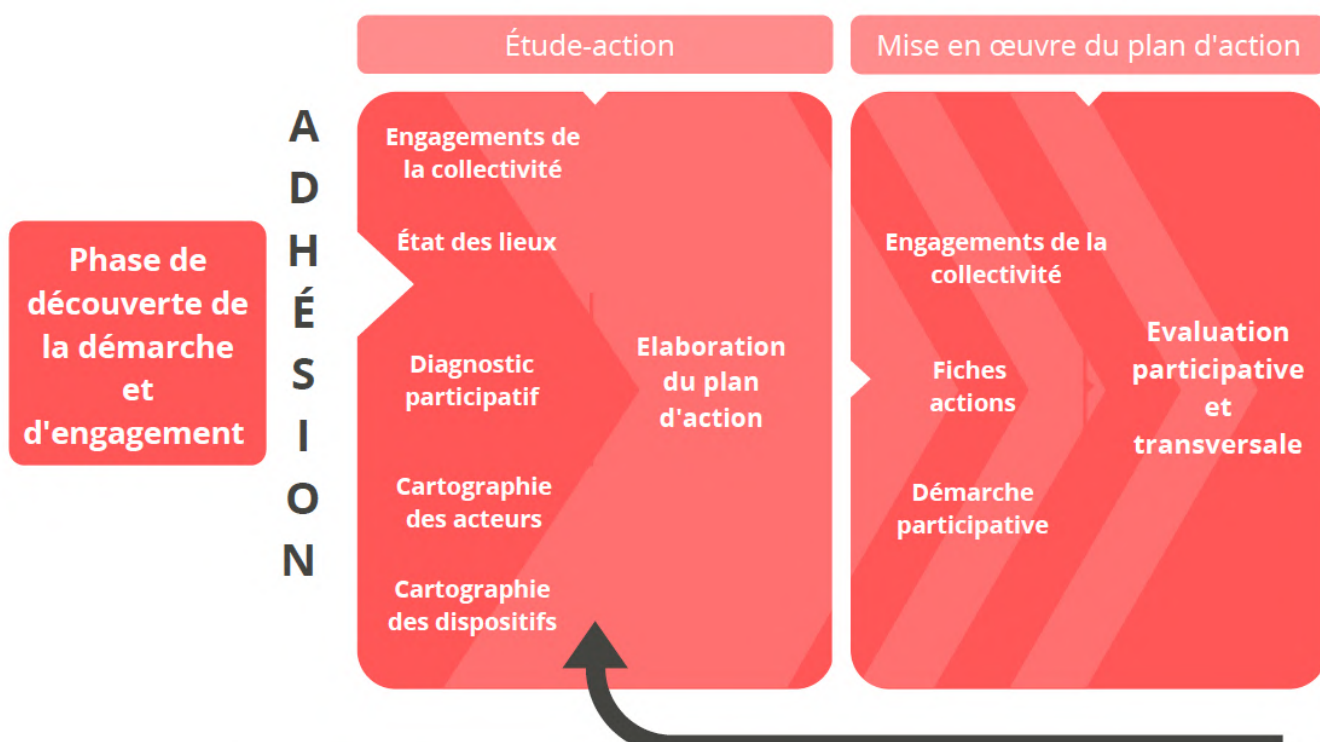 Étude-action
Mise en œuvre du plan d'action
Phase de
découverte de
la démarche
et
d'engagement
A
D
H
É
S
I
O
N
Engagements de
la collectivité
État des lieux
Diagnostic
participatif
Cartographie
des acteurs
Cartographie
des dispositifs
Elaboration
du plan
d'action
Engagements de la
collectivité
Fiches
actions
Démarche
participative
Evaluation
participative
et
transversale